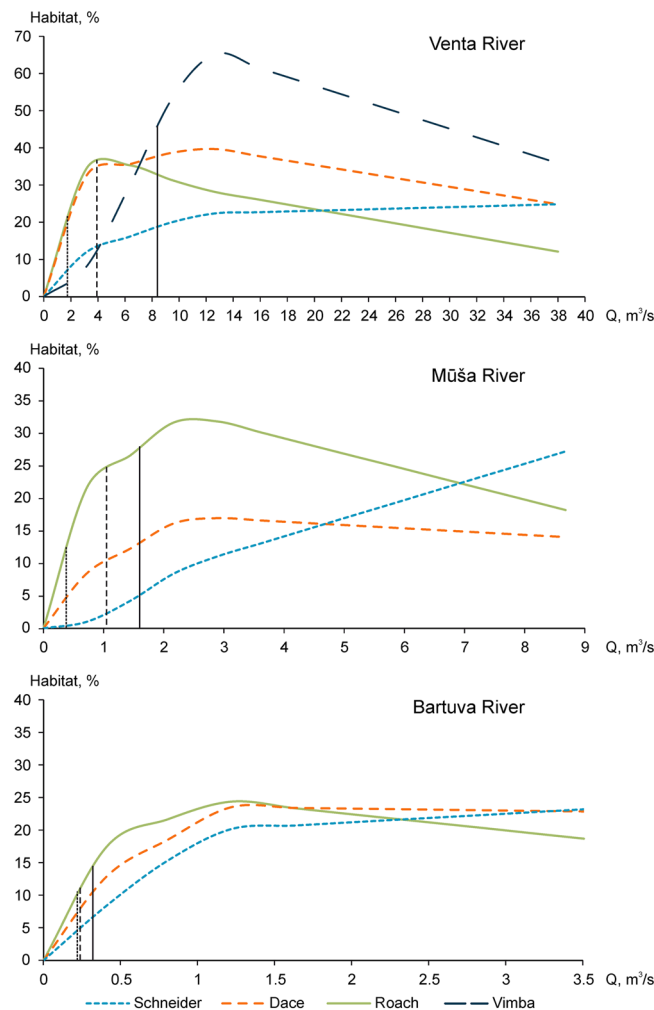 Habitat, %
Venta River
70
60
50
40
30
20
10
0
0 2 4 6 8 10 12 14 16 18 20 22 24 26 28 30 32 34 36 38 40 Q, m³/s
Habitat, %
Mūša River
40
35
30
25
20
15
10
5
0
0 1 2 3 4 5 6 7 8 9 Q, m³/s
Habitat, %
Bartuva River
40
35
30
25
20
15
10
5
0
0 0.5 1 1.5 2 2.5 3 3.5 Q, m³/s
Schneider Dace Roach Vimba